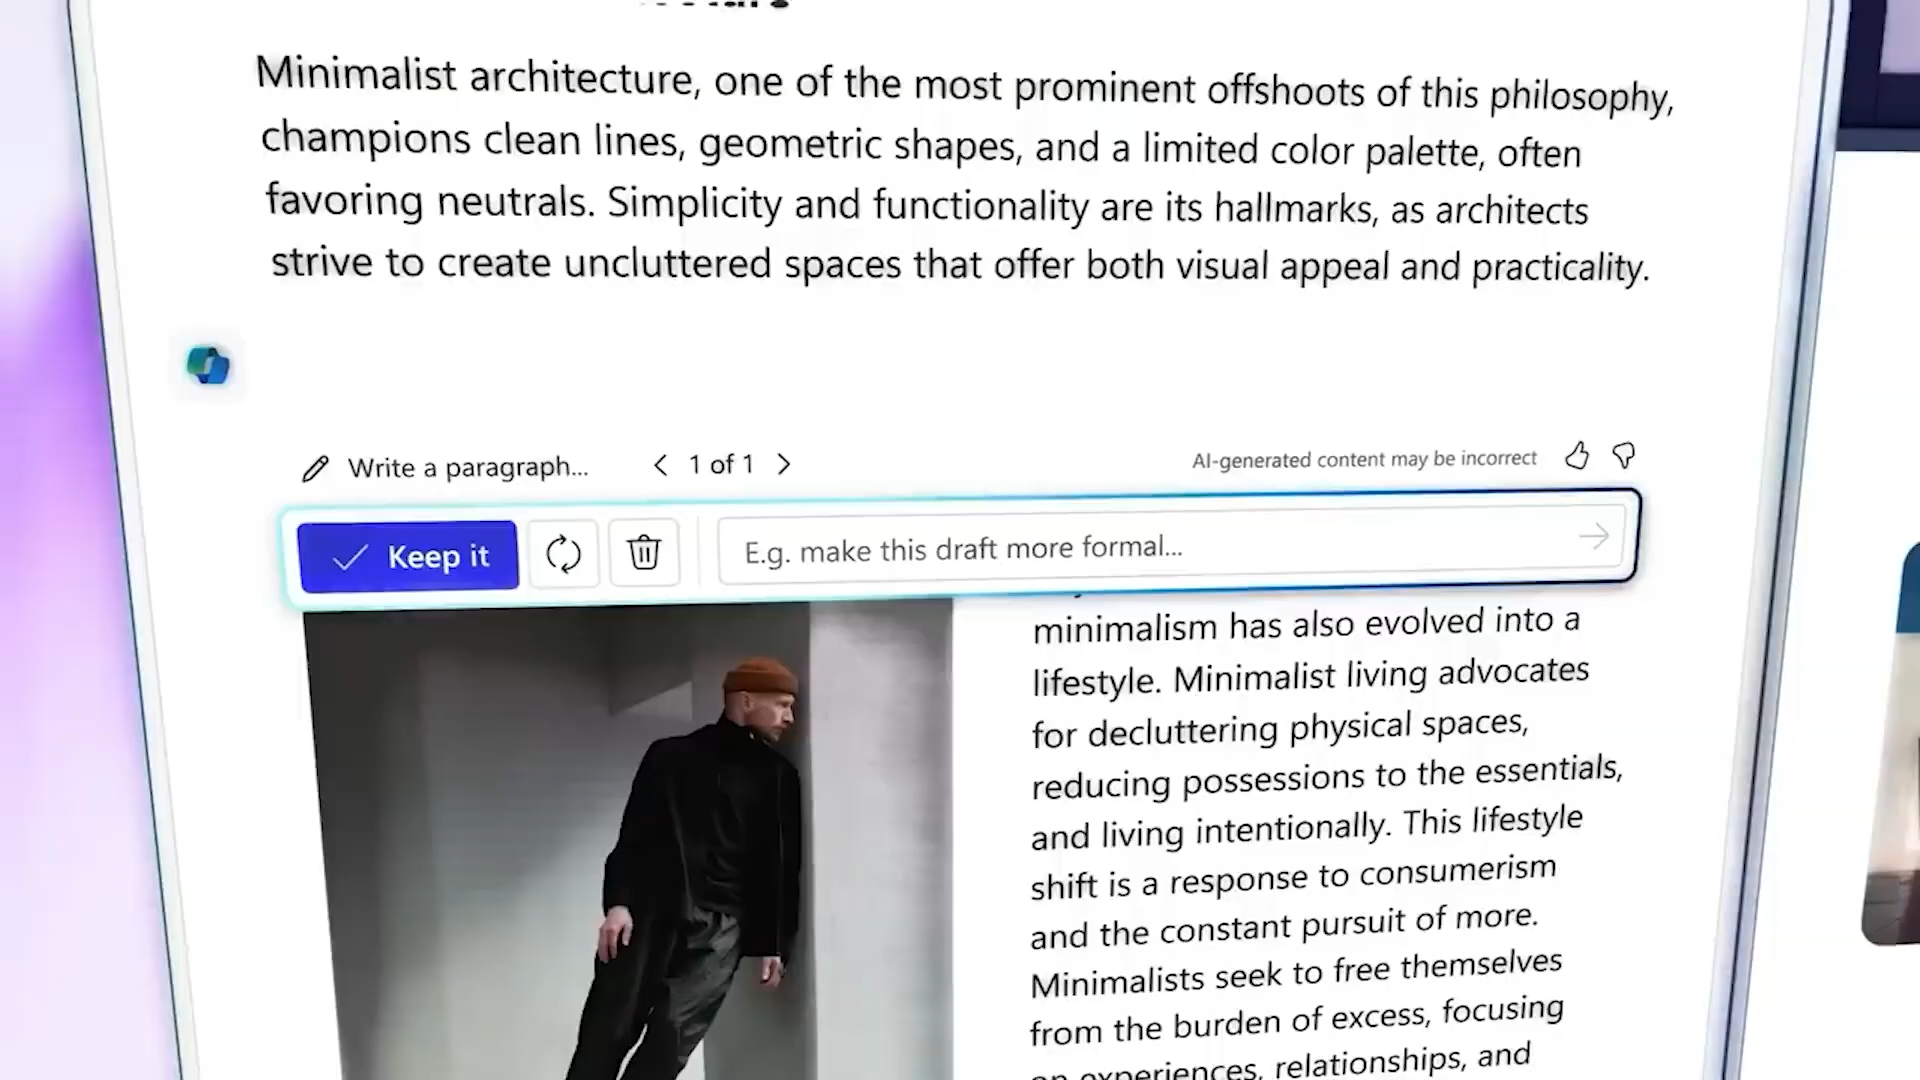 Minimalist architecture, one of the most prominent offshoots of this philosophy,
champions clean lines, geometric shapes, and a limited color palette, often
favoring neutrals. Simplicity and functionality are its hallmarks, as architects
strive to create uncluttered spaces that offer both visual appeal and practicality.
Write a paragraph...
1 of 1
AI-generated content may be incorrect
Keep it
E.g. make this draft more formal...
minimalism has also evolved into a
lifestyle. Minimalist living advocates
for decluttering physical spaces,
reducing possessions to the essentials,
and living intentionally. This lifestyle
shift is a response to consumerism
and the constant pursuit of more.
Minimalists seek to free themselves
from the burden of excess, focusing
on experiences, relationships, and